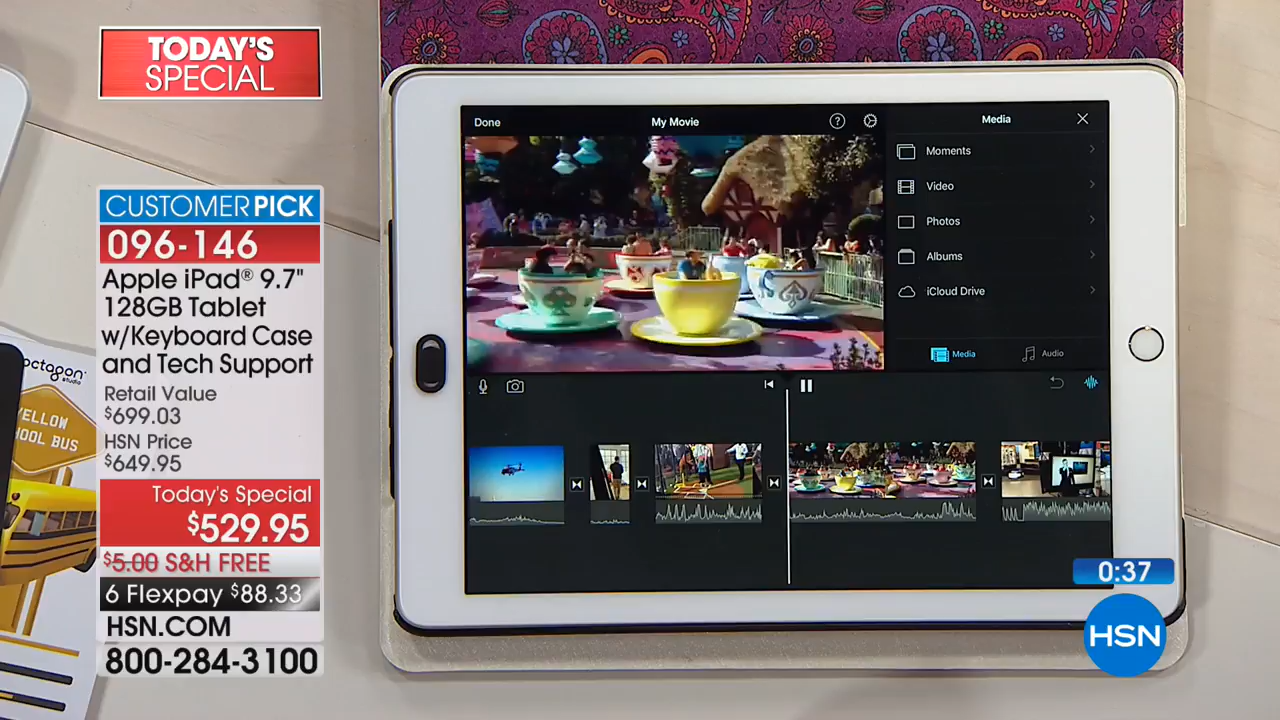 TODAY'S
SPECIAL
CUSTOMER PICK
096-146
Apple iPad® 9.7"
128GB Tablet
w/Keyboard Case
and Tech Support
Retail Value
$699.03
HSN Price
$649.95
Today's Special
$529.95
$5.00 S&H FREE
6 Flexpay $88.33
HSN.COM
800-284-3100
Done
My Movie
?
Media
Moments
Video
Photos
Albums
iCloud Drive
Media
Audio
octagon
studio
YELLOW
OOL BUS
0:37
HSN